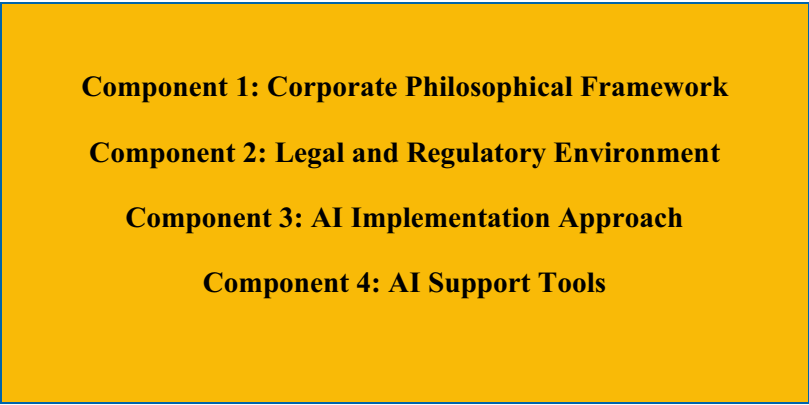 Component 1: Corporate Philosophical Framework
Component 2: Legal and Regulatory Environment
Component 3: AI Implementation Approach
Component 4: AI Support Tools